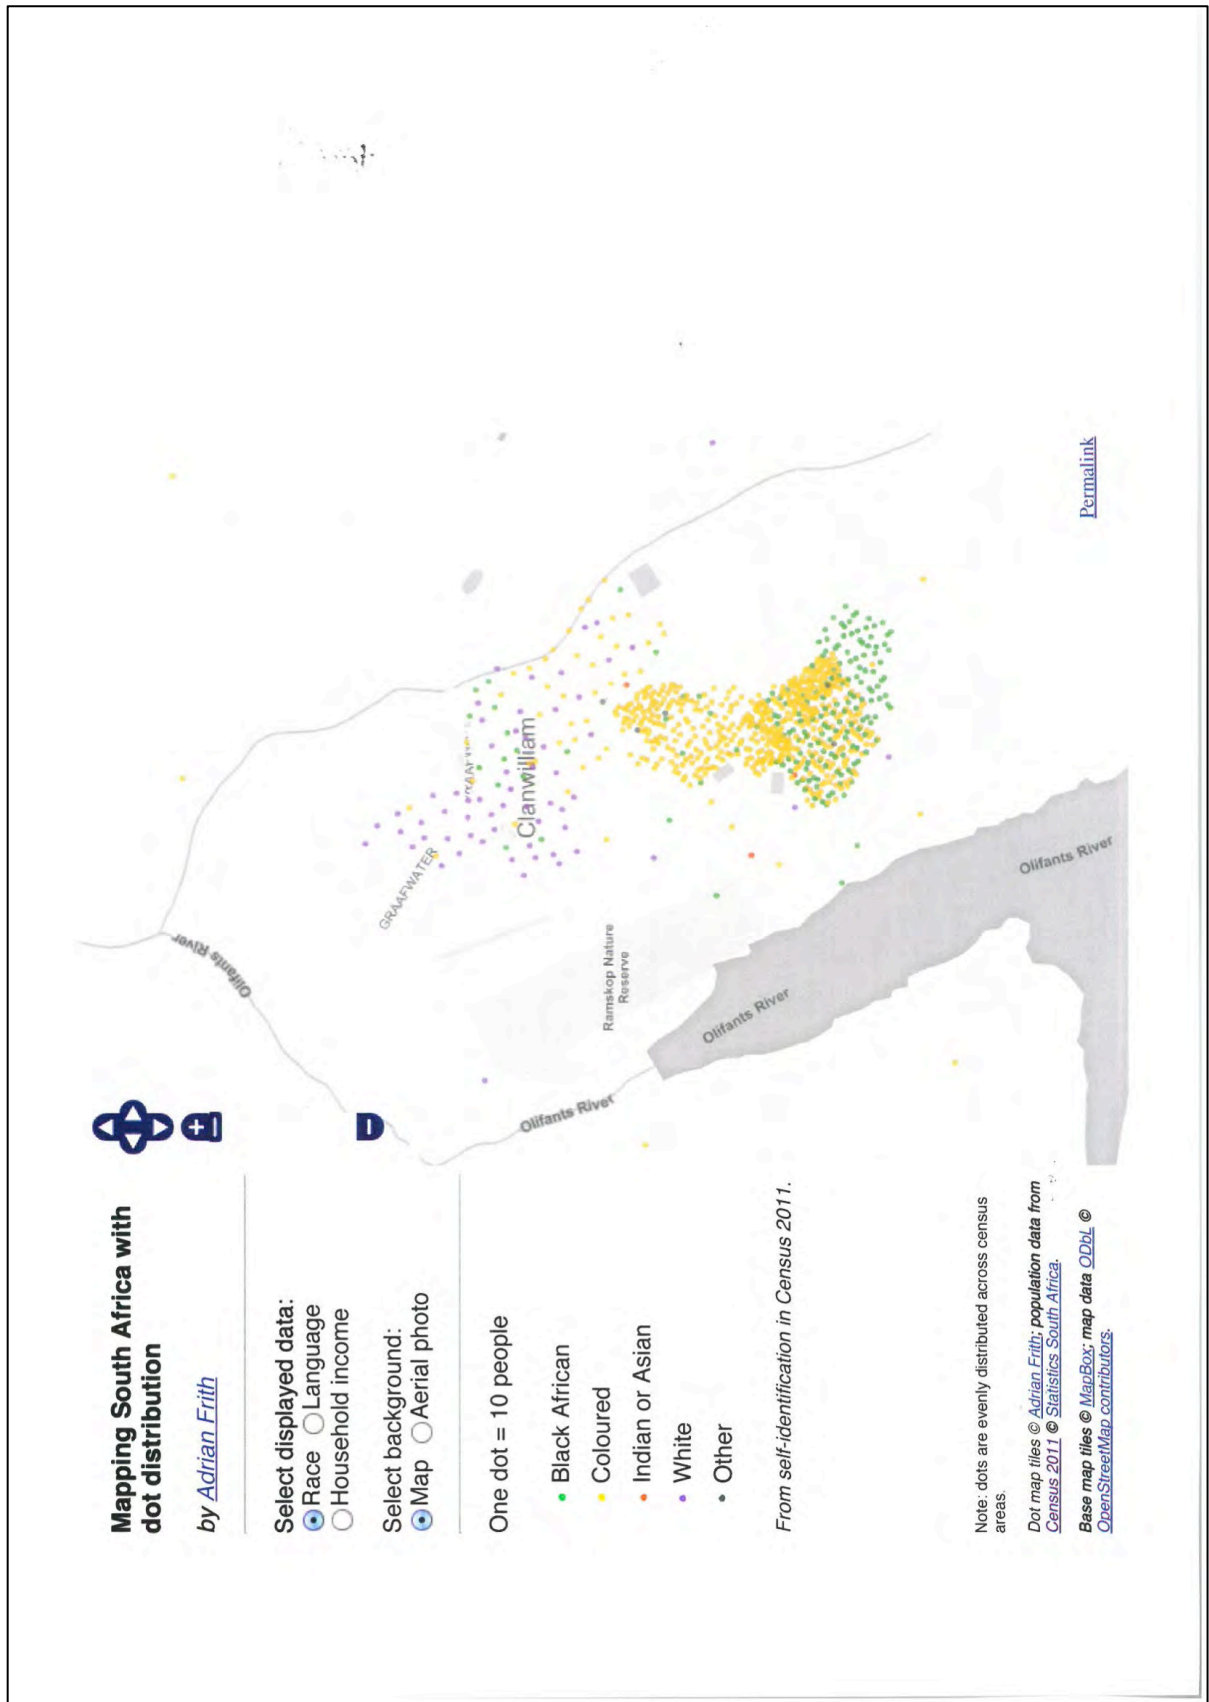 Mapping South Africa with
dot distribution
by Adrian Frith
Select displayed data:
Race Language
Household income
Select background:
Map Aerial photo
One dot = 10 people
Black African
Coloured
Indian or Asian
White
Other
From self-identification in Census 2011.
Note: dots are evenly distributed across census
areas.
Dot map tiles © Adrian Frith; population data from
Census 2011 © Statistics South Africa.
Base map tiles © MapBox; map data ODbL ©
OpenStreetMap contributors.
Olifants River
GRAAFWATER
Clanwilliam
Ramskop Nature
Reserve
Olifants River
Olifants River
Olifants River
Permalink